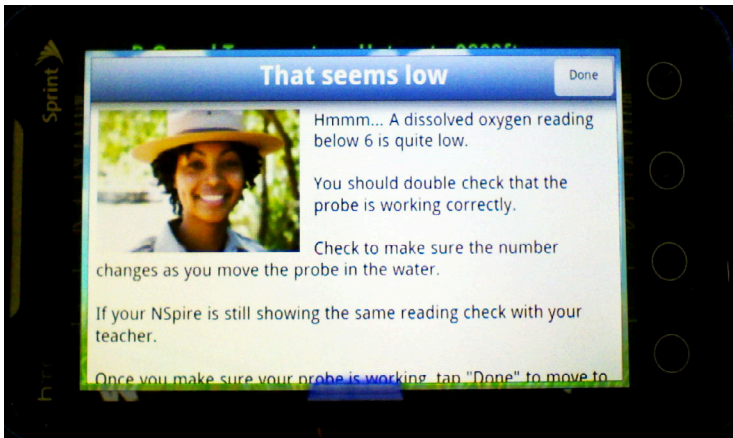 That seems low
Done
Hmmm... A dissolved oxygen reading
below 6 is quite low.
You should double check that the
probe is working correctly.
Check to make sure the number
changes as you move the probe in the water.
If your NSpire is still showing the same reading check with your
teacher.
Once you make sure your probe is working, tap "Done" to move to
Sprint
htc